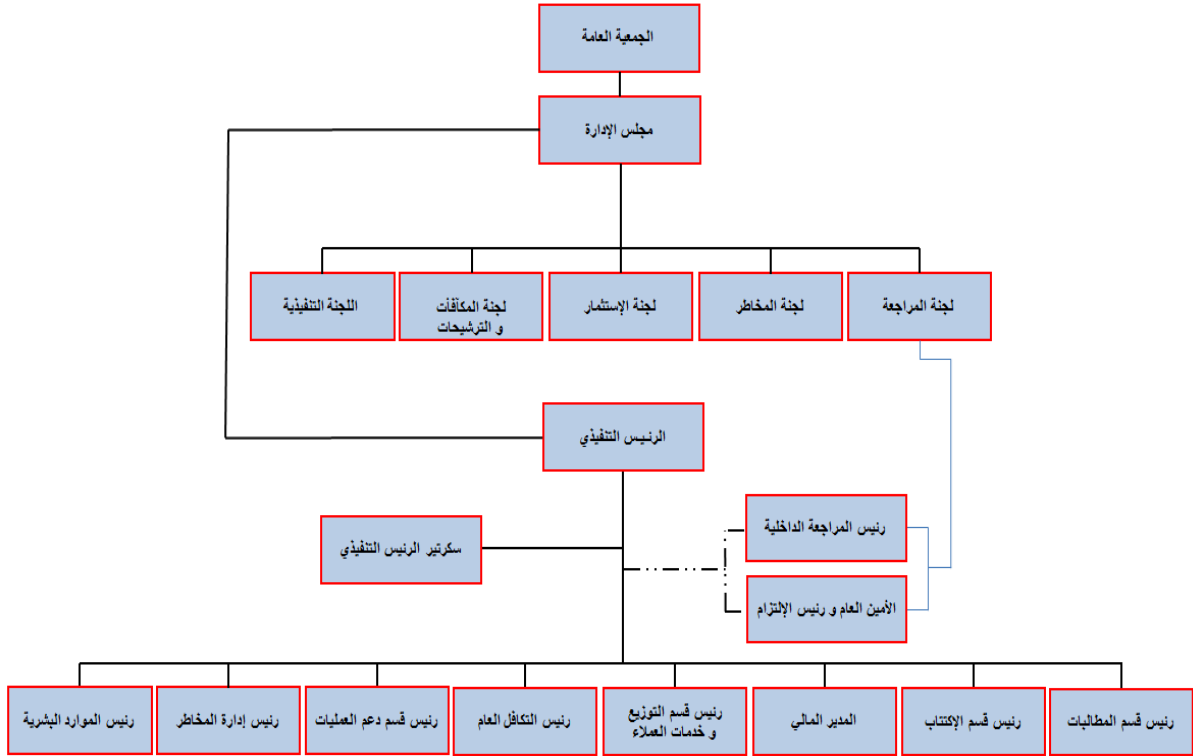 الجمعية العامة
مجلس الإدارة
لجنة المراجعة
لجنة المخاطر
لجنة الإستثمار
لجنة المكآفأت
و الترشيحات
اللجنة التنفيذية
الرئيس التنفيذي
رئيس المراجعة الداخلية
سكرتير الرئيس التنفيذي
الأمين العام و رئيس الإلتزام
رئيس قسم المطالبات
رئيس قسم الإكتتاب
المدير المالي
رئيس قسم التوزيع
و خدمات العملاء
رئيس التكافل العام
رئيس قسم دعم العمليات
رئيس إدارة المخاطر
رئيس الموارد البشرية